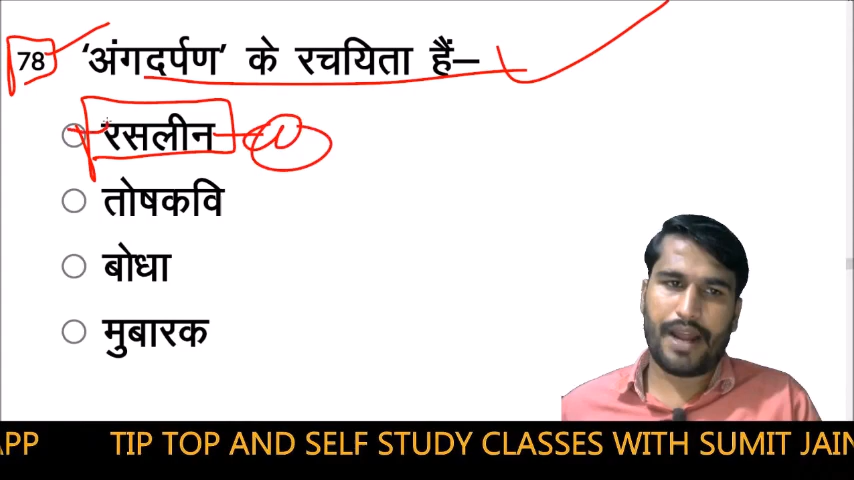 78 'अंगदर्पण' के रचयिता हैं–
रसलीन
तोषकवि
बोधा
मुबारक
APP TIP TOP AND SELF STUDY CLASSES WITH SUMIT JAIN